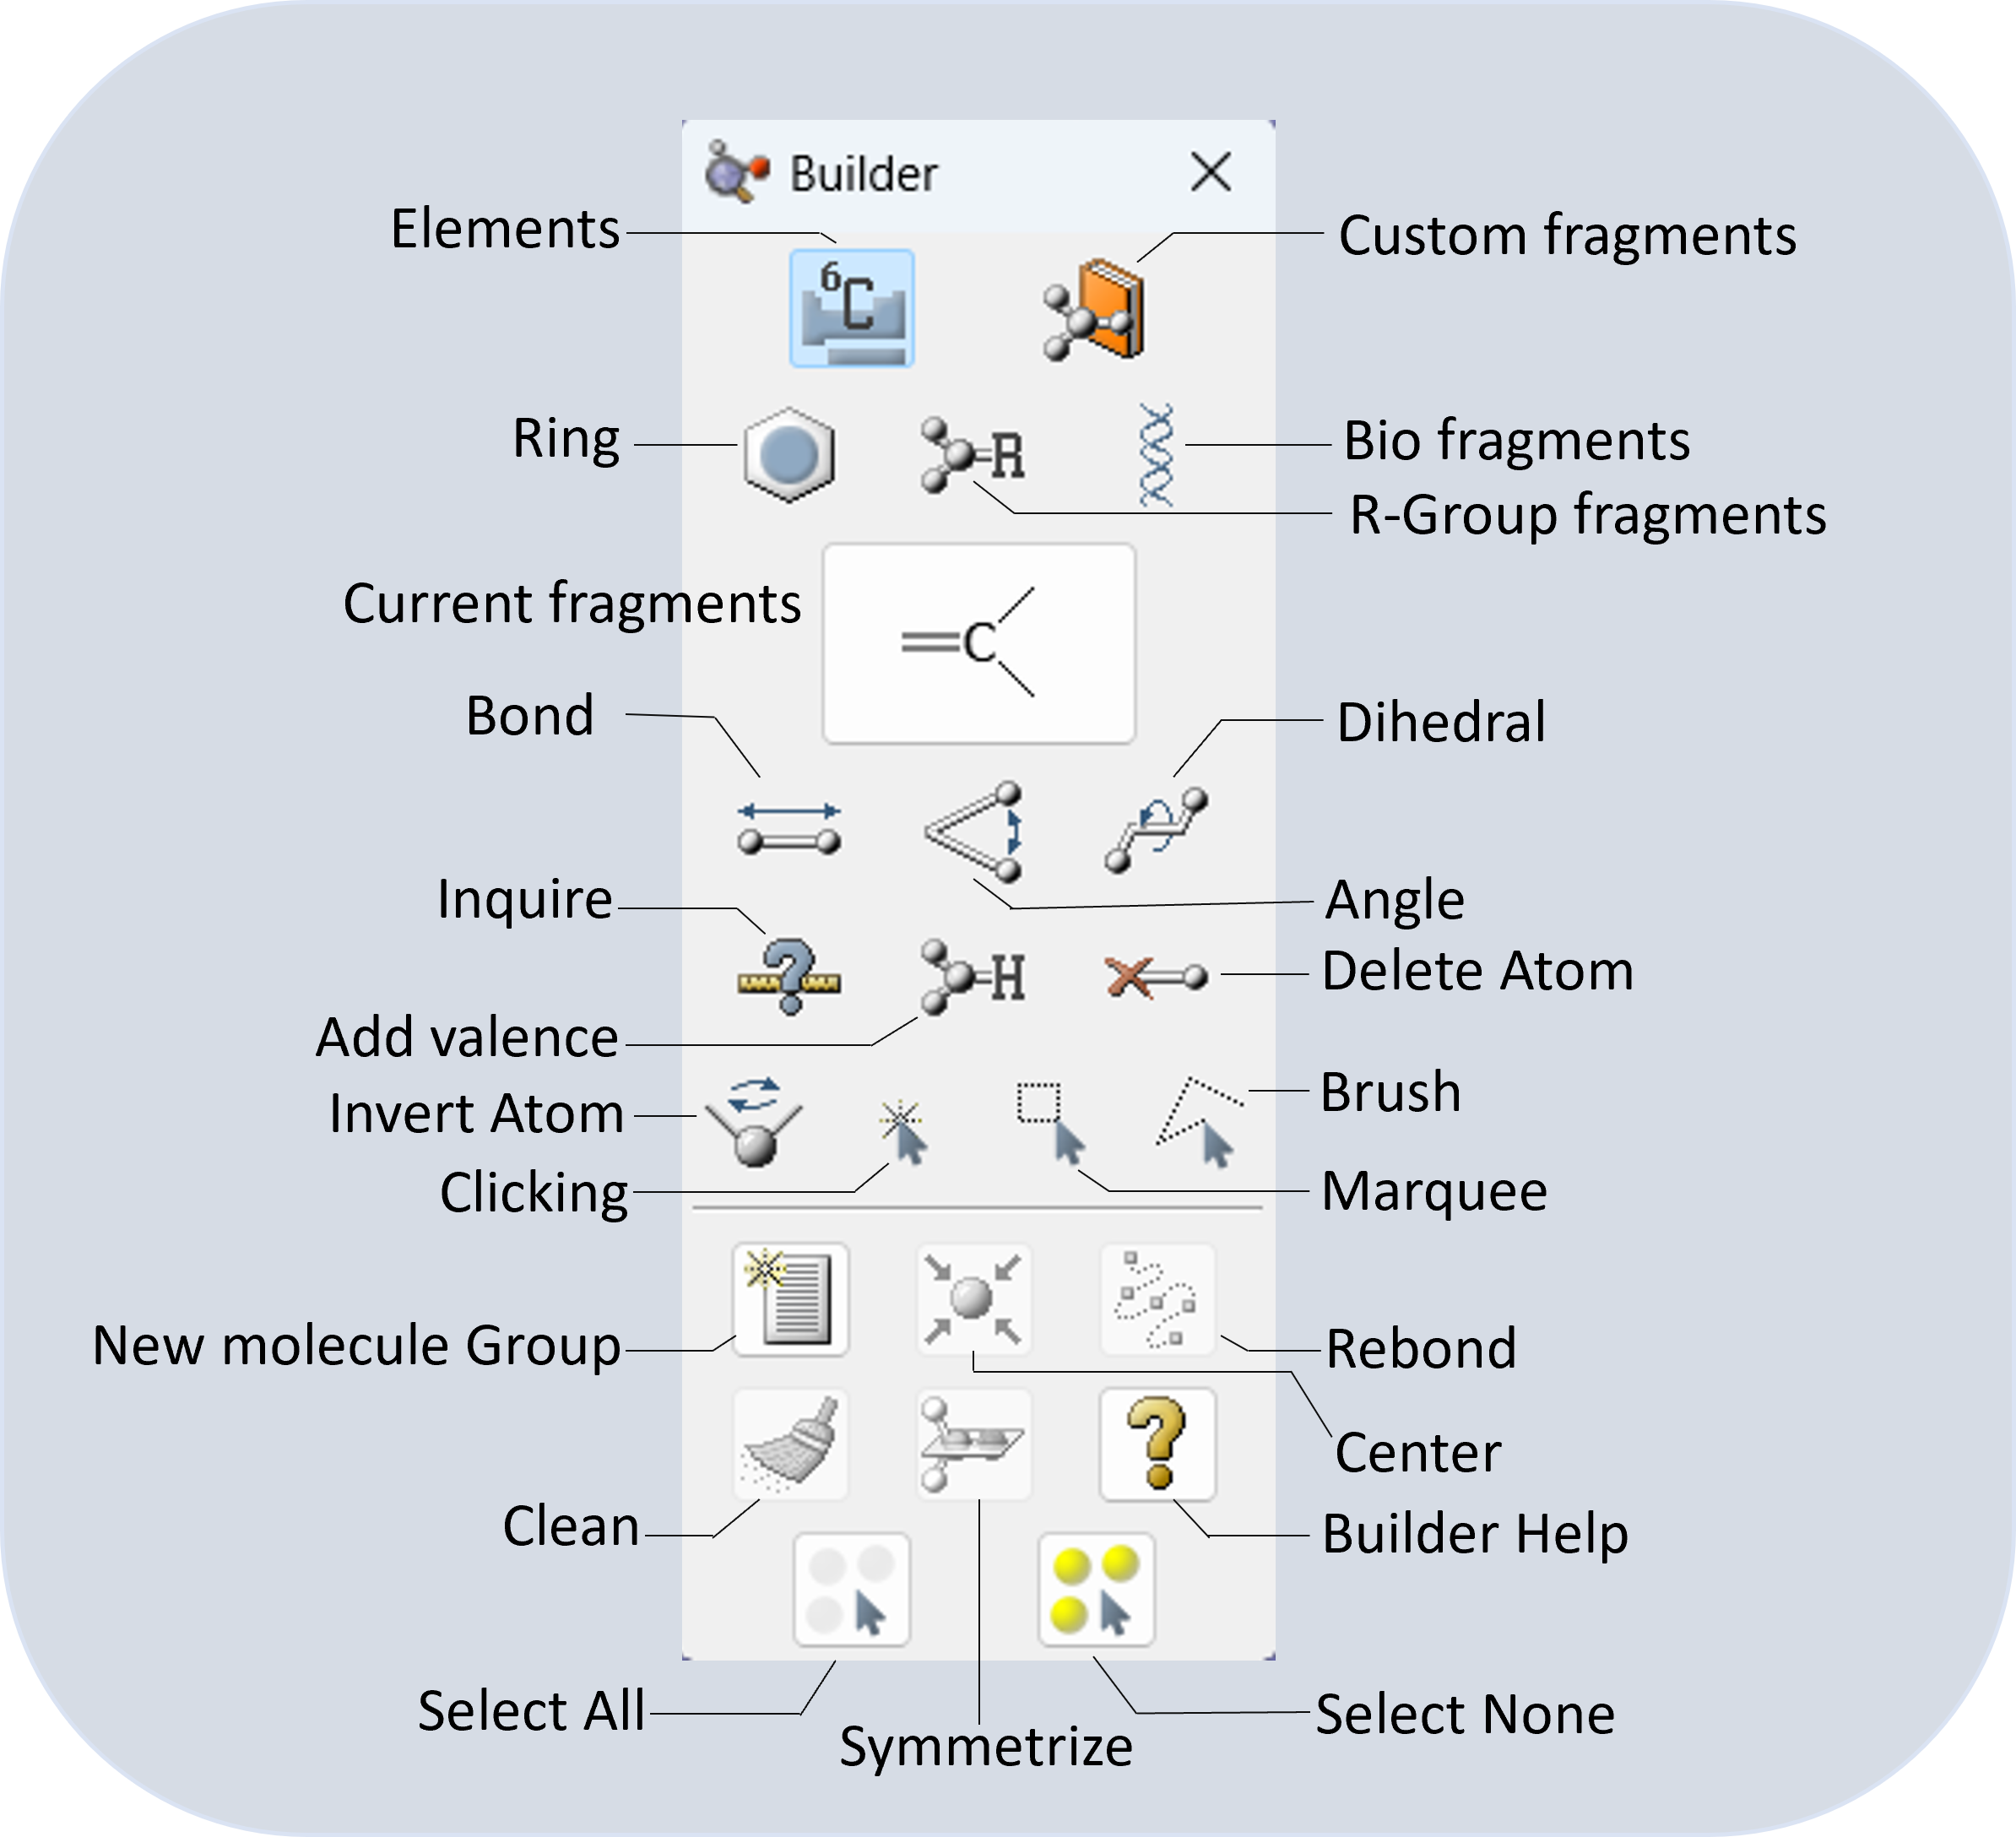 Builder
Elements
Custom fragments
6
C
Ring
R
Bio fragments
R-Group fragments
Current fragments
C
Bond
Dihedral
Inquire
Angle
?
H
Delete Atom
Add valence
Invert Atom
Brush
Clicking
Marquee
New molecule Group
Rebond
Center
?
Clean
Builder Help
Select All
Select None
Symmetrize